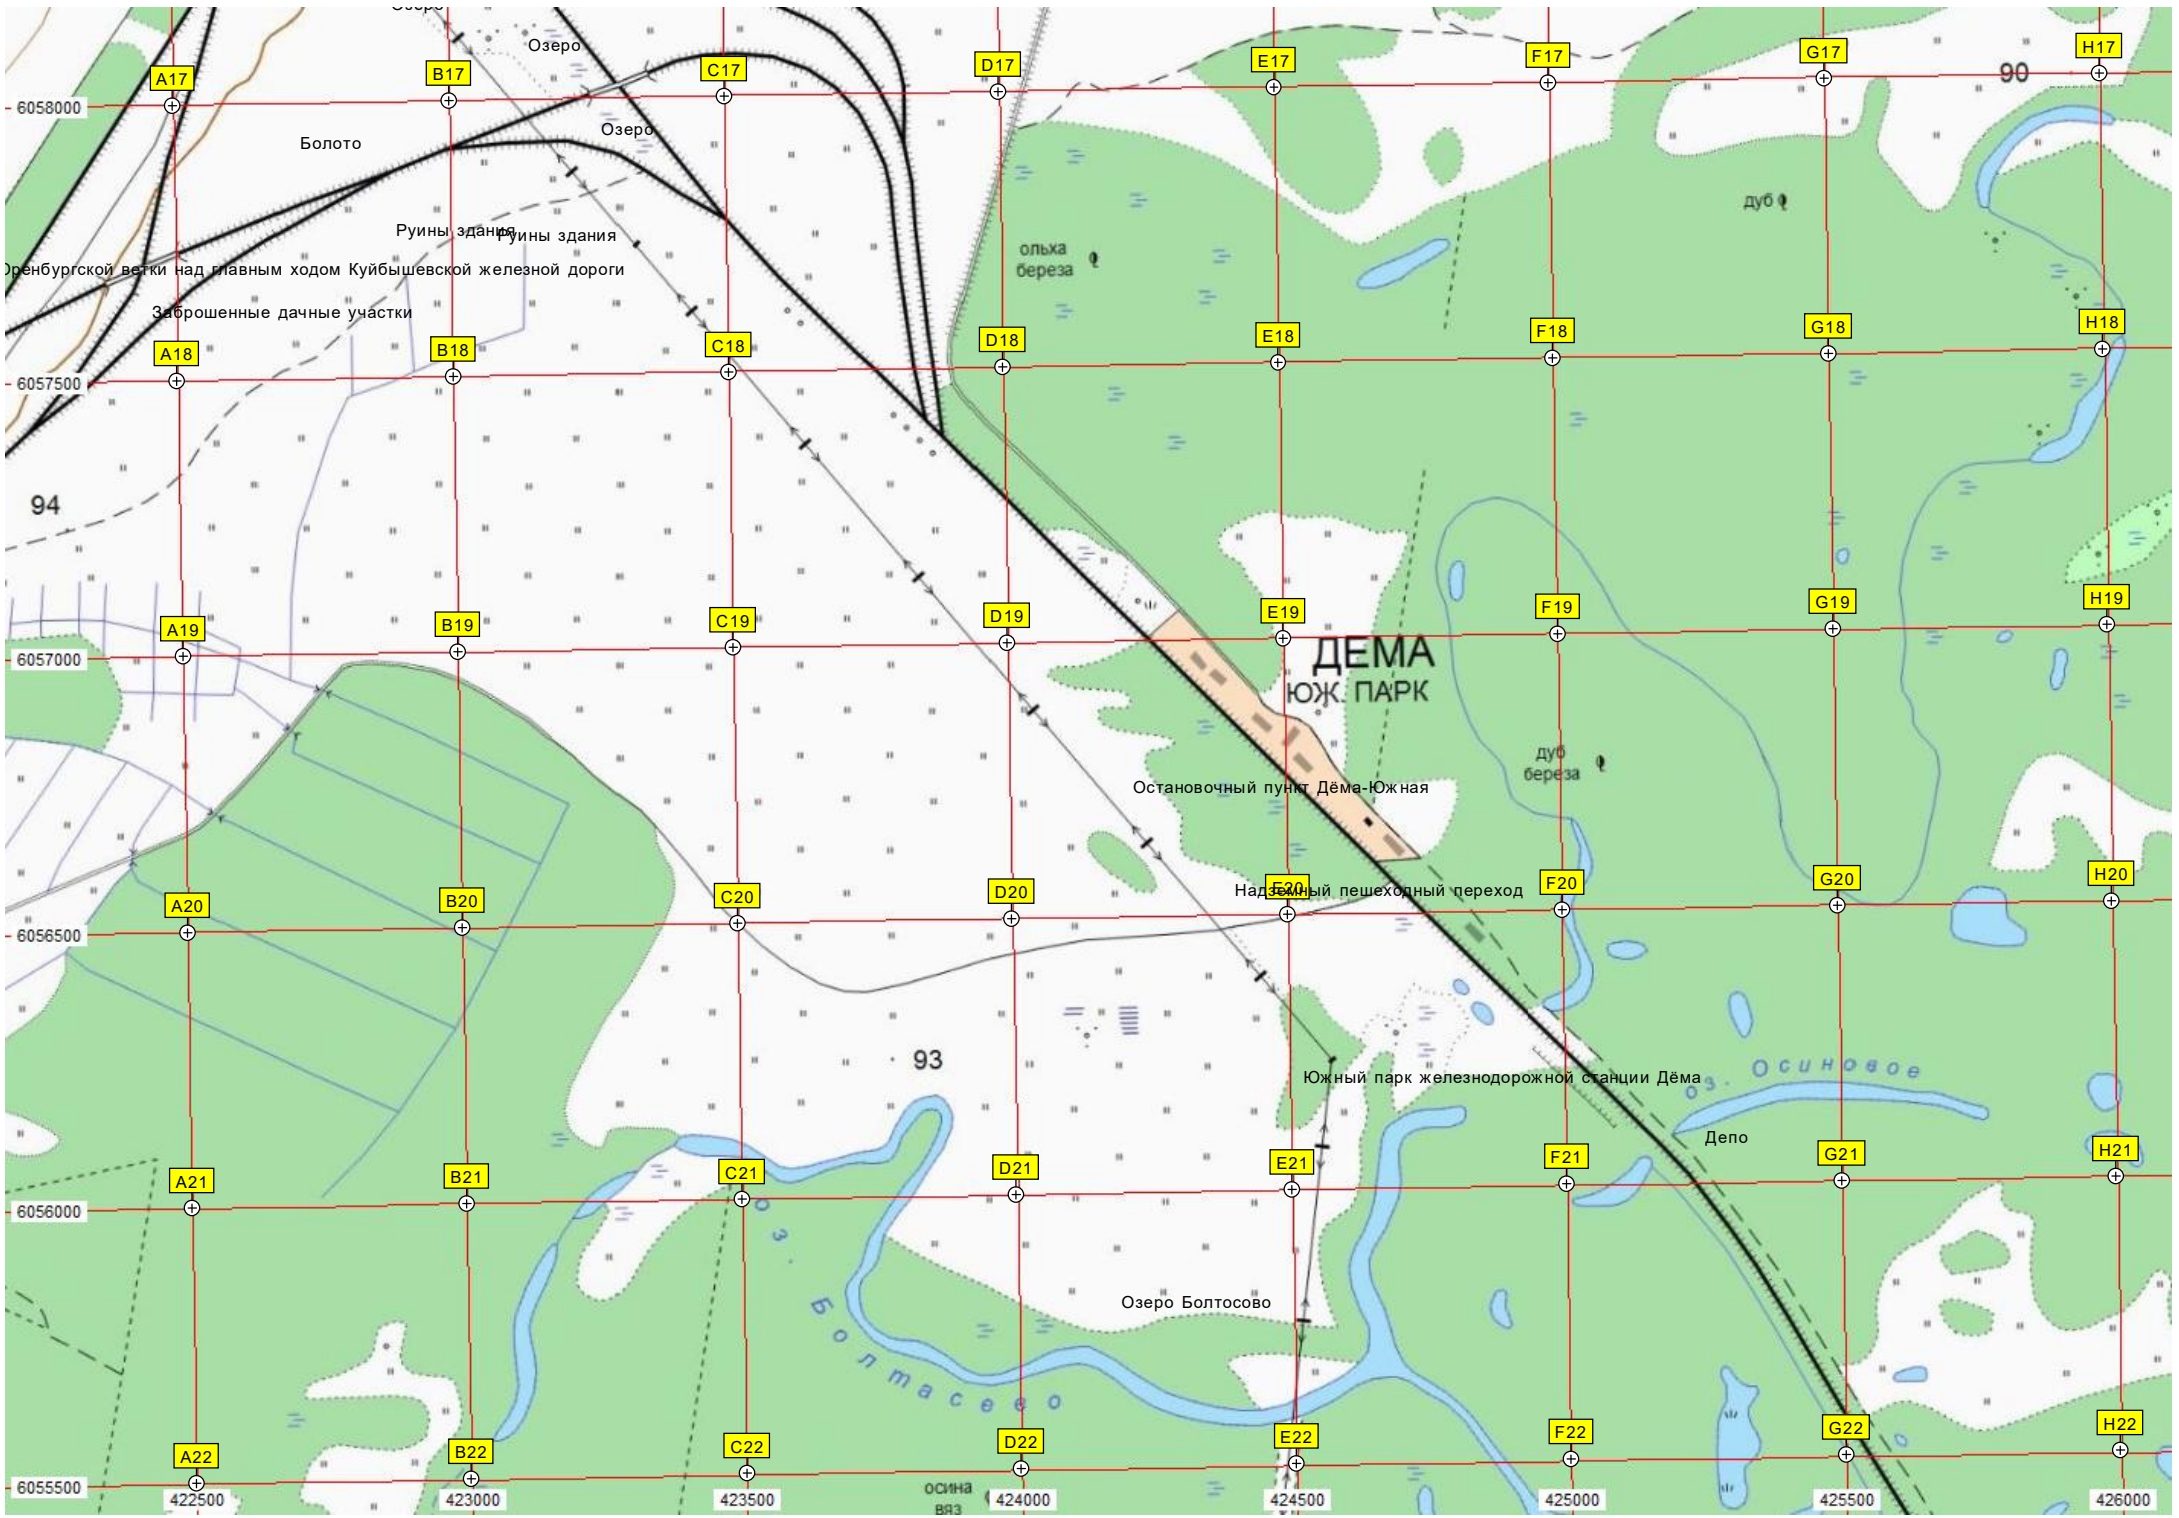 Озеро
A17
B17
C17
D17
E17
F17
G17
H17
90
6058000
Болото
Озеро
дуб
Руины здания
Руины здания
ольха
береза
Оренбургской ветки над главным ходом Куйбышевской железной дороги
Заброшенные дачные участки
A18
B18
C18
D18
E18
F18
G18
H18
6057500
94
A19
B19
C19
D19
E19
F19
G19
H19
6057000
ДЕМА
ЮЖ. ПАРК
дуб
береза
Остановочный пункт Дёма-Южная
A20
B20
C20
D20
E20
F20
G20
H20
Надземный пешеходный переход
6056500
93
оз. Осиновое
Южный парк железнодорожной станции Дёма
Депо
A21
B21
C21
D21
E21
F21
G21
H21
6056000
оз. Болтасево
Озеро Болтосово
A22
B22
C22
D22
E22
F22
G22
H22
6055500
осина
вяз
422500
423000
423500
424000
424500
425000
425500
426000